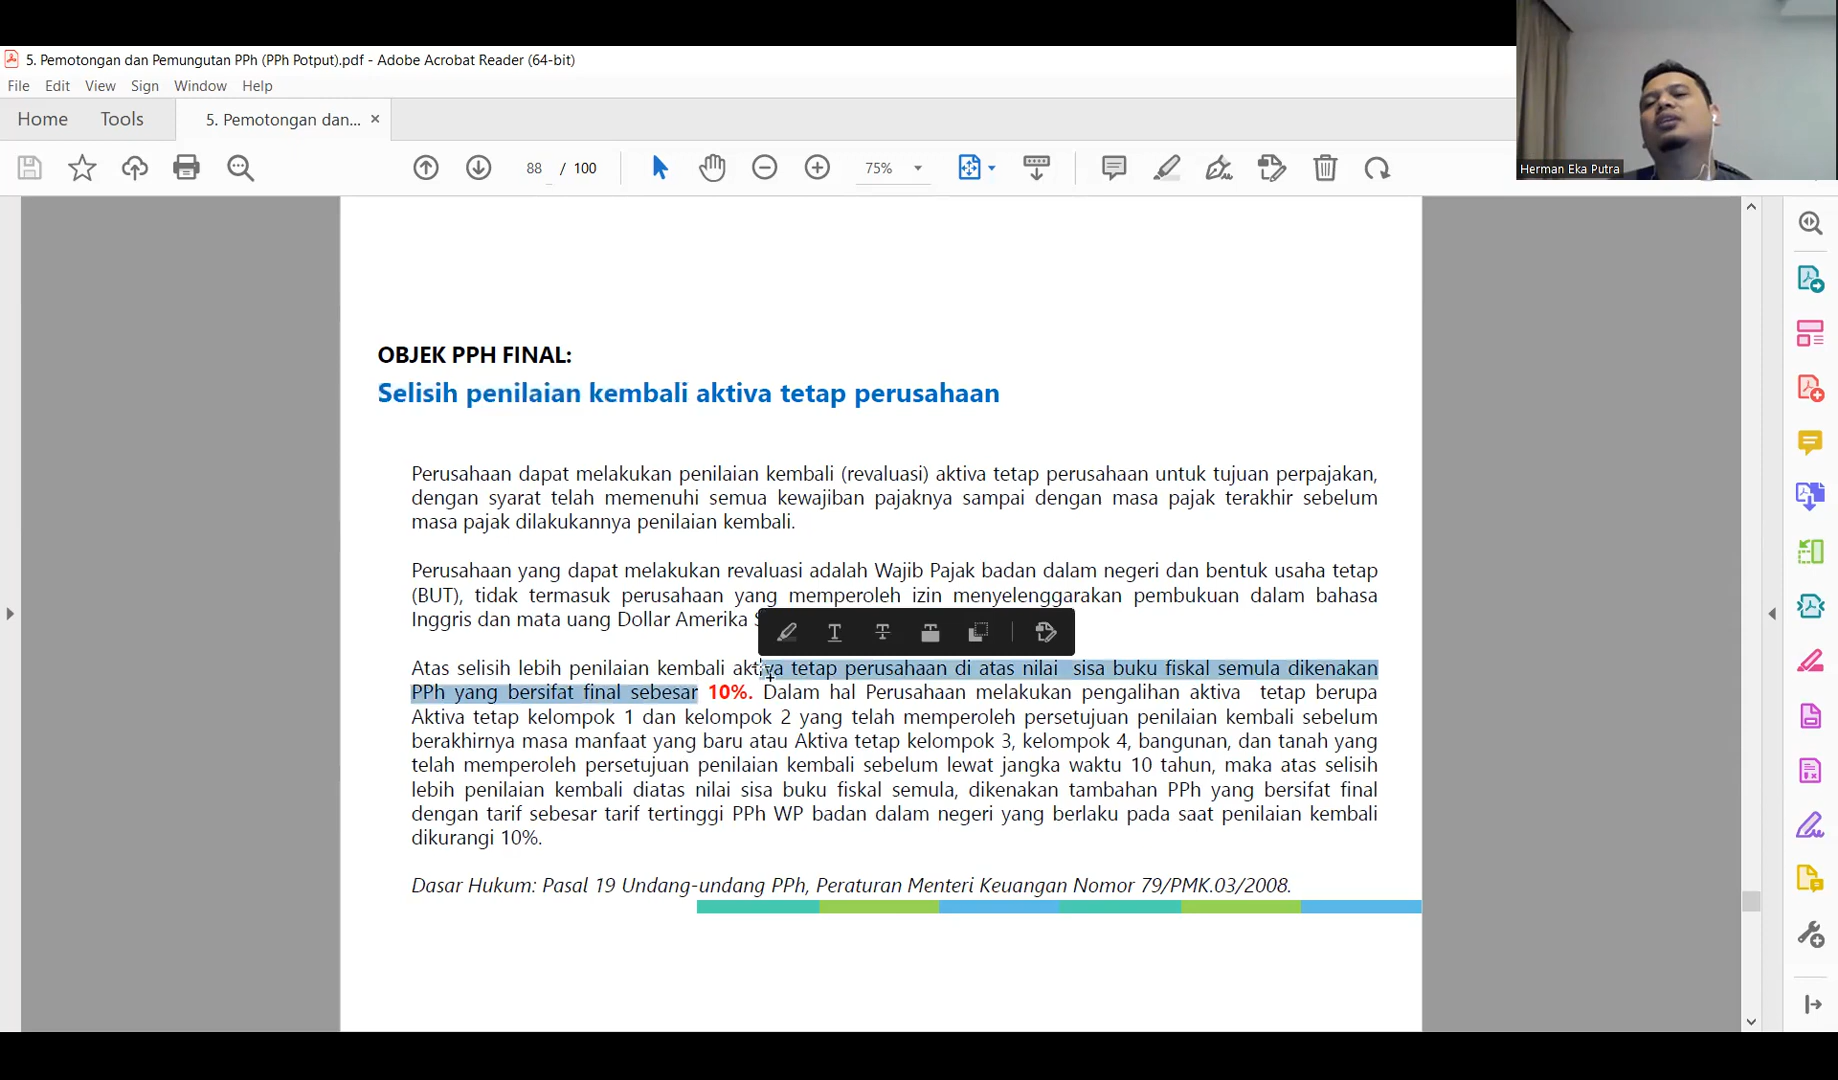 5. Pemotongan dan Pemungutan PPh (PPh Potput).pdf - Adobe Acrobat Reader (64-bit)
File Edit View Sign Window Help
Home Tools 5. Pemotongan dan... ×
88 / 100 75%
Herman Eka Putra
OBJEK PPH FINAL:
Selisih penilaian kembali aktiva tetap perusahaan
Perusahaan dapat melakukan penilaian kembali (revaluasi) aktiva tetap perusahaan untuk tujuan perpajakan,
dengan syarat telah memenuhi semua kewajiban pajaknya sampai dengan masa pajak terakhir sebelum
masa pajak dilakukannya penilaian kembali.
Perusahaan yang dapat melakukan revaluasi adalah Wajib Pajak badan dalam negeri dan bentuk usaha tetap
(BUT), tidak termasuk perusahaan yang memperoleh izin menyelenggarakan pembukuan dalam bahasa
Inggris dan mata uang Dollar Amerika
Atas selisih lebih penilaian kembali aktiva tetap perusahaan di atas nilai sisa buku fiskal semula dikenakan
PPh yang bersifat final sebesar 10%. Dalam hal Perusahaan melakukan pengalihan aktiva tetap berupa
Aktiva tetap kelompok 1 dan kelompok 2 yang telah memperoleh persetujuan penilaian kembali sebelum
berakhirnya masa manfaat yang baru atau Aktiva tetap kelompok 3, kelompok 4, bangunan, dan tanah yang
telah memperoleh persetujuan penilaian kembali sebelum lewat jangka waktu 10 tahun, maka atas selisih
lebih penilaian kembali diatas nilai sisa buku fiskal semula, dikenakan tambahan PPh yang bersifat final
dengan tarif sebesar tarif tertinggi PPh WP badan dalam negeri yang berlaku pada saat penilaian kembali
dikurangi 10%.
Dasar Hukum: Pasal 19 Undang-undang PPh, Peraturan Menteri Keuangan Nomor 79/PMK.03/2008.